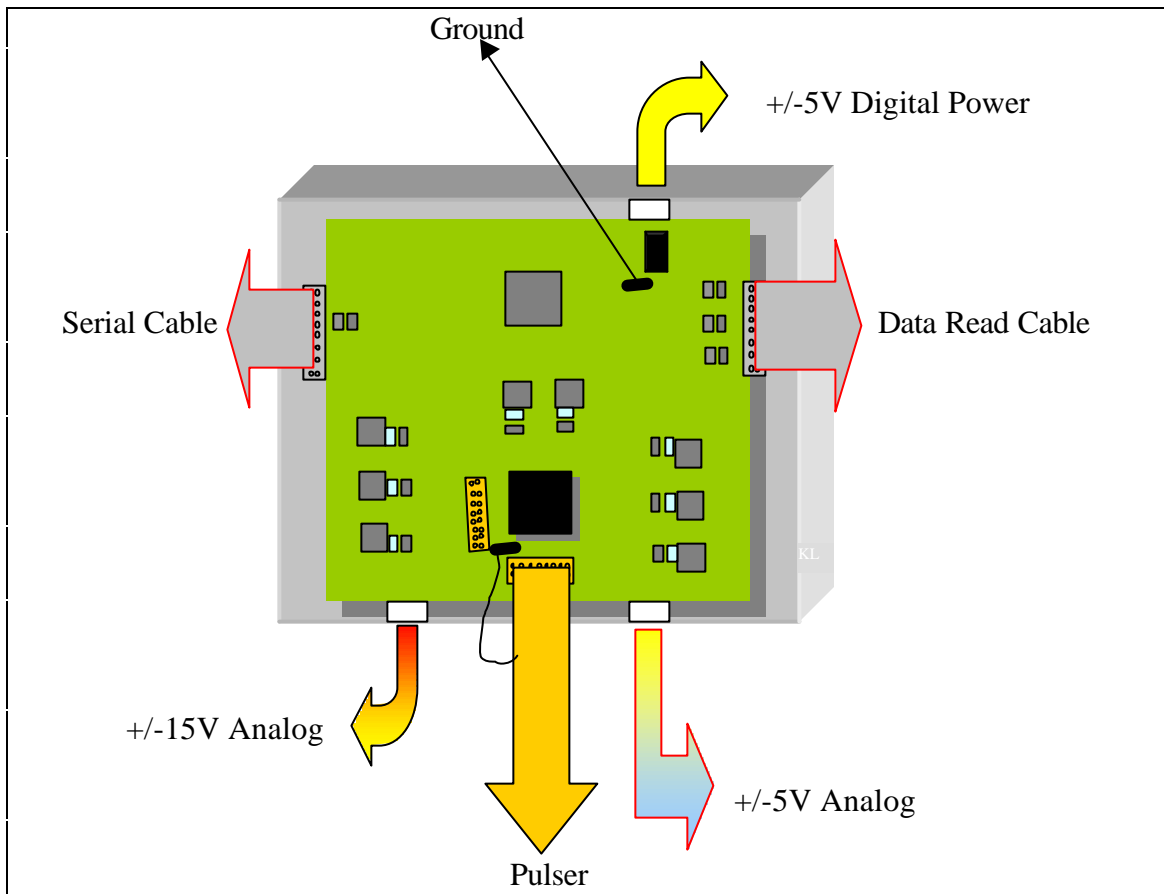 Ground
+/-5V Digital Power
Serial Cable
Data Read Cable
KL
+/-15V Analog
+/-5V Analog
Pulser